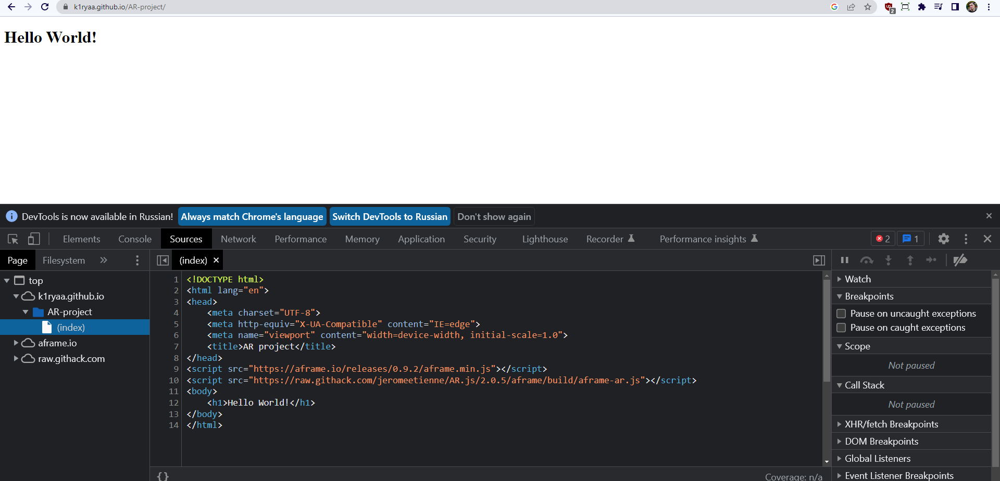 k1ryaa.github.io/AR-project/
2
Hello World!
DevTools is now available in Russian! Always match Chrome's language Switch DevTools to Russian Don't show again
Elements Console Sources Network Performance Memory Application Security Lighthouse Recorder Performance insights 2 1
Page Filesystem
(index)
top
k1ryaa.github.io
AR-project
(index)
aframe.io
raw.githack.com
1 <!DOCTYPE html>
2 <html lang="en">
3 <head>
4 <meta charset="UTF-8">
5 <meta http-equiv="X-UA-Compatible" content="IE=edge">
6 <meta name="viewport" content="width=device-width, initial-scale=1.0">
7 <title>AR project</title>
8 </head>
9 <script src="https://aframe.io/releases/0.9.2/aframe.min.js"></script>
10 <script src="https://raw.githack.com/jeromeetienne/AR.js/2.0.5/aframe/build/aframe-ar.js"></script>
11 <body>
12 <h1>Hello World!</h1>
13 </body>
14 </html>
{}
Coverage: n/a
Watch
Breakpoints
Pause on uncaught exceptions
Pause on caught exceptions
Scope
Not paused
Call Stack
Not paused
XHR/fetch Breakpoints
DOM Breakpoints
Global Listeners
Event Listener Breakpoints